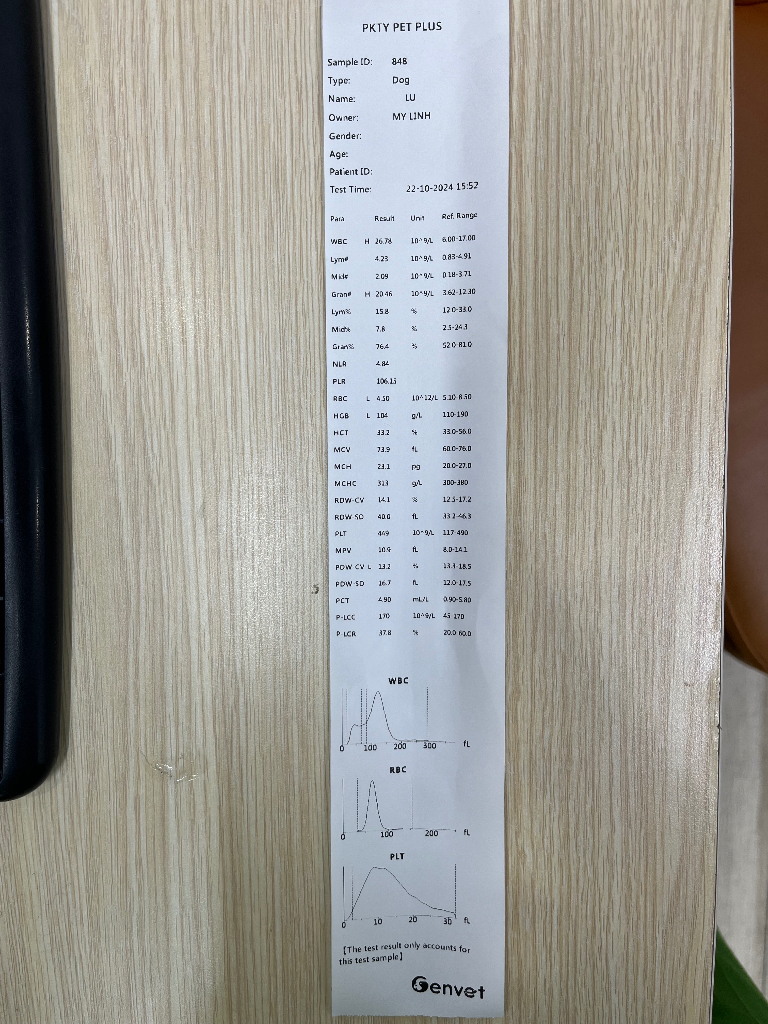 PKTY PET PLUS
Sample ID: 848
Type: Dog
Name: LU
Owner: MY LINH
Gender:
Age:
Patient ID:
Test Time: 22-10-2024 15:52
Para Result Unit Ref. Range
WBC H 26.78 10^9/L 6.00-17.00
Lym# 4.23 10^9/L 0.83-4.91
Mid# 2.09 10^9/L 0.18-3.71
Gran# H 20.46 10^9/L 3.62-12.30
Lym% 15.8 % 12.0-33.0
Mid% 7.8 % 2.5-24.3
Gran% 76.4 % 52.0-81.0
NLR 4.84
PLR 106.15
RBC L 4.50 10^12/L 5.10-8.50
HGB L 104 g/L 110-190
HCT 33.2 % 33.0-56.0
MCV 73.9 fL 60.0-76.0
MCH 23.1 pg 20.0-27.0
MCHC 313 g/L 300-380
RDW-CV 14.1 % 12.5-17.2
RDW-SD 40.0 fL 33.2-46.3
PLT 449 10^9/L 117-490
MPV 10.9 fL 8.0-14.1
PDW-CV L 13.2 % 13.3-18.5
PDW-SD 16.7 fL 12.0-17.5
PCT 4.90 mL/L 0.90-5.80
P-LCC 170 10^9/L 45-170
P-LCR 37.8 % 20.0-60.0
WBC
0 100 200 300 fL
RBC
0 100 200 fL
PLT
0 10 20 30 fL
[The test result only accounts for
this test sample]
Genvet